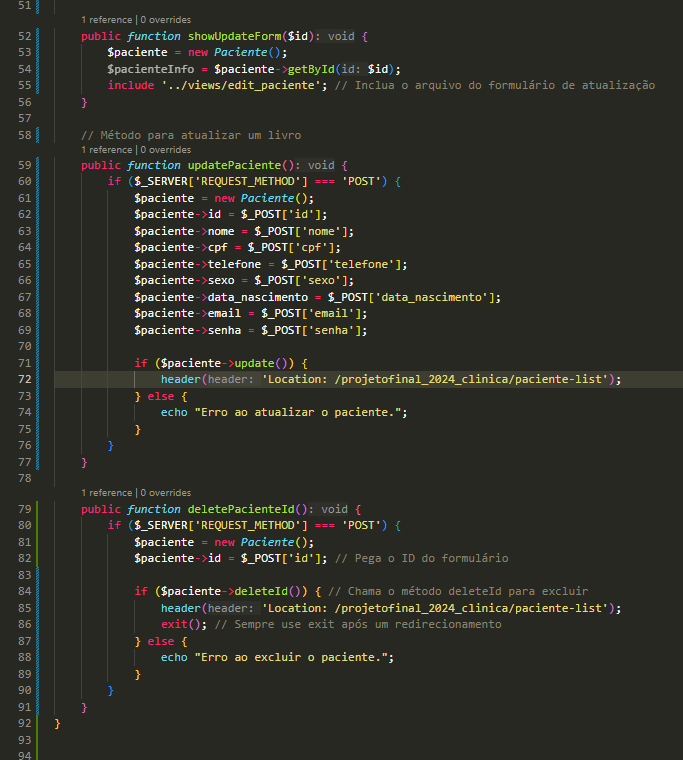 51
1 reference | 0 overrides
52 public function showUpdateForm($id): void {
53 $paciente = new Paciente();
54 $pacienteInfo = $paciente->getById(id: $id);
55 include '../views/edit_paciente'; // Inclua o arquivo do formulário de atualização
56 }
57
58 // Método para atualizar um livro
1 reference | 0 overrides
59 public function updatePaciente(): void {
60 if ($_SERVER['REQUEST_METHOD'] === 'POST') {
61 $paciente = new Paciente();
62 $paciente->id = $_POST['id'];
63 $paciente->nome = $_POST['nome'];
64 $paciente->cpf = $_POST['cpf'];
65 $paciente->telefone = $_POST['telefone'];
66 $paciente->sexo = $_POST['sexo'];
67 $paciente->data_nascimento = $_POST['data_nascimento'];
68 $paciente->email = $_POST['email'];
69 $paciente->senha = $_POST['senha'];
70
71 if ($paciente->update()) {
72 header(header: 'Location: /projetofinal_2024_clinica/paciente-list');
73 } else {
74 echo "Erro ao atualizar o paciente.";
75 }
76 }
77 }
78
1 reference | 0 overrides
79 public function deletePacienteId(): void {
80 if ($_SERVER['REQUEST_METHOD'] === 'POST') {
81 $paciente = new Paciente();
82 $paciente->id = $_POST['id']; // Pega o ID do formulário
83
84 if ($paciente->deleteId()) { // Chama o método deleteId para excluir
85 header(header: 'Location: /projetofinal_2024_clinica/paciente-list');
86 exit(); // Sempre use exit após um redirecionamento
87 } else {
88 echo "Erro ao excluir o paciente.";
89 }
90 }
91 }
92 }
93
94